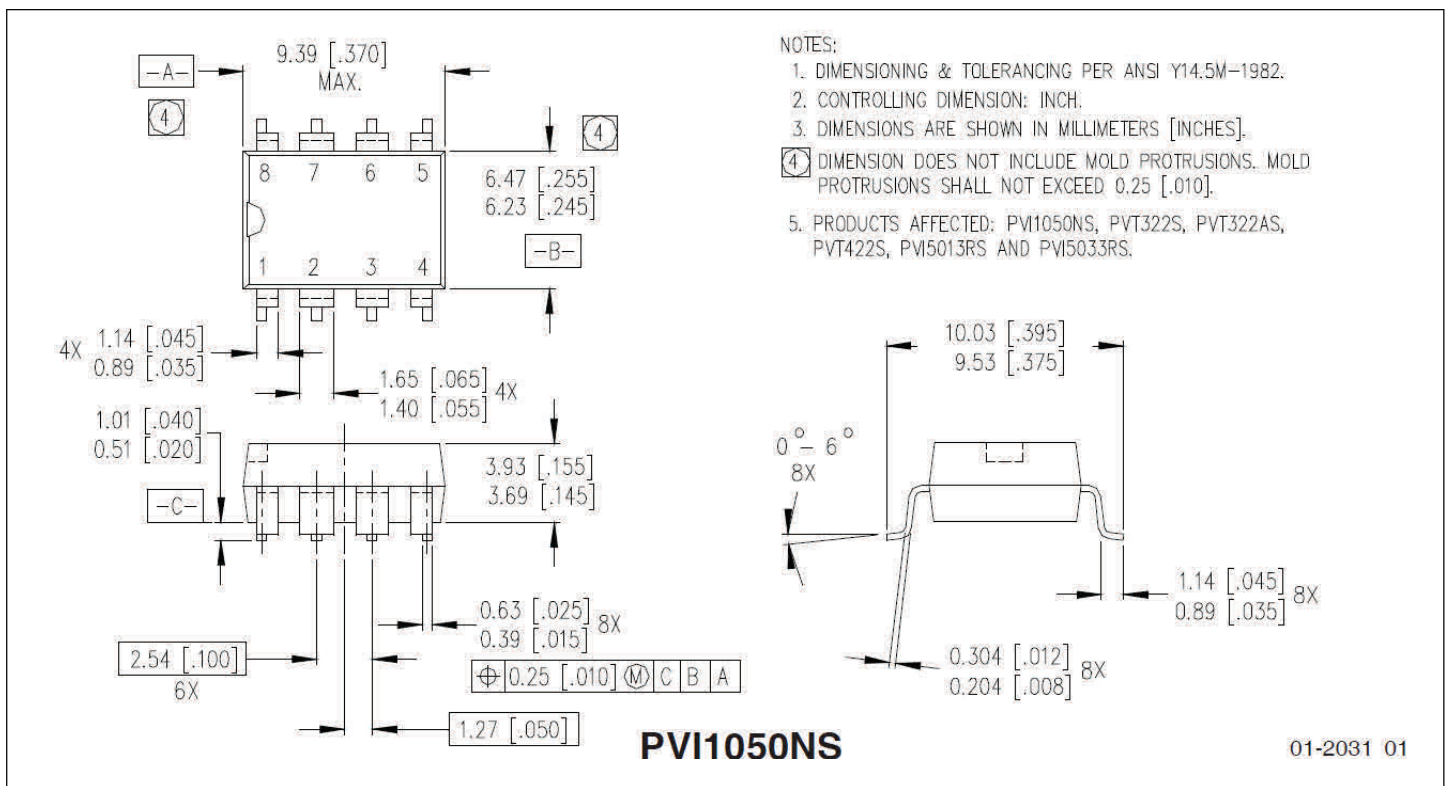 -A-
9.39 [.370]
MAX.
4
4
8 7 6 5
1 2 3 4
6.47 [.255]
6.23 [.245]
-B-
4X 1.14 [.045]
0.89 [.035]
1.65 [.065] 4X
1.40 [.055]
1.01 [.040]
0.51 [.020]
-C-
3.93 [.155]
3.69 [.145]
0.63 [.025] 8X
0.39 [.015]
2.54 [.100]
6X
⌖ 0.25 [.010] Ⓜ C B A
1.27 [.050]
NOTES:
1. DIMENSIONING & TOLERANCING PER ANSI Y14.5M-1982.
2. CONTROLLING DIMENSION: INCH.
3. DIMENSIONS ARE SHOWN IN MILLIMETERS [INCHES].
4 DIMENSION DOES NOT INCLUDE MOLD PROTRUSIONS. MOLD
PROTRUSIONS SHALL NOT EXCEED 0.25 [.010].
5. PRODUCTS AFFECTED: PVI1050NS, PVT322S, PVT322AS,
PVT422S, PVI5013RS AND PVI5033RS.
10.03 [.395]
9.53 [.375]
0° - 6°
8X
1.14 [.045] 8X
0.89 [.035]
0.304 [.012] 8X
0.204 [.008]
PVI1050NS
01-2031 01